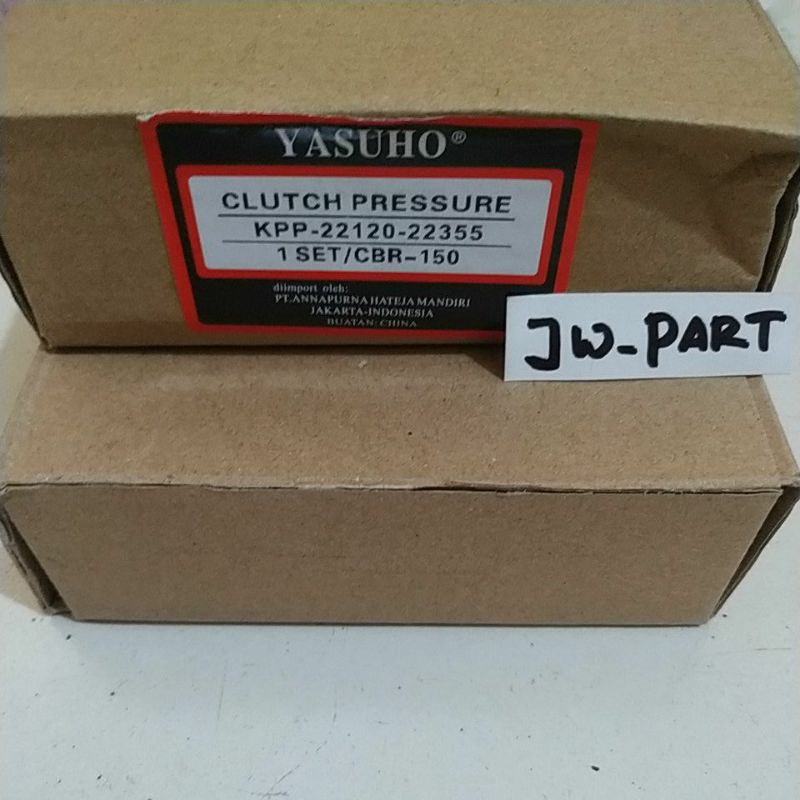 YASUHO®
CLUTCH PRESSURE
KPP-22120-22355
1 SET/CBR-150
diimport oleh:
PT.ANNAPURNA HATEJA MANDIRI
JAKARTA-INDONESIA
BUATAN: CHINA
JW-PART